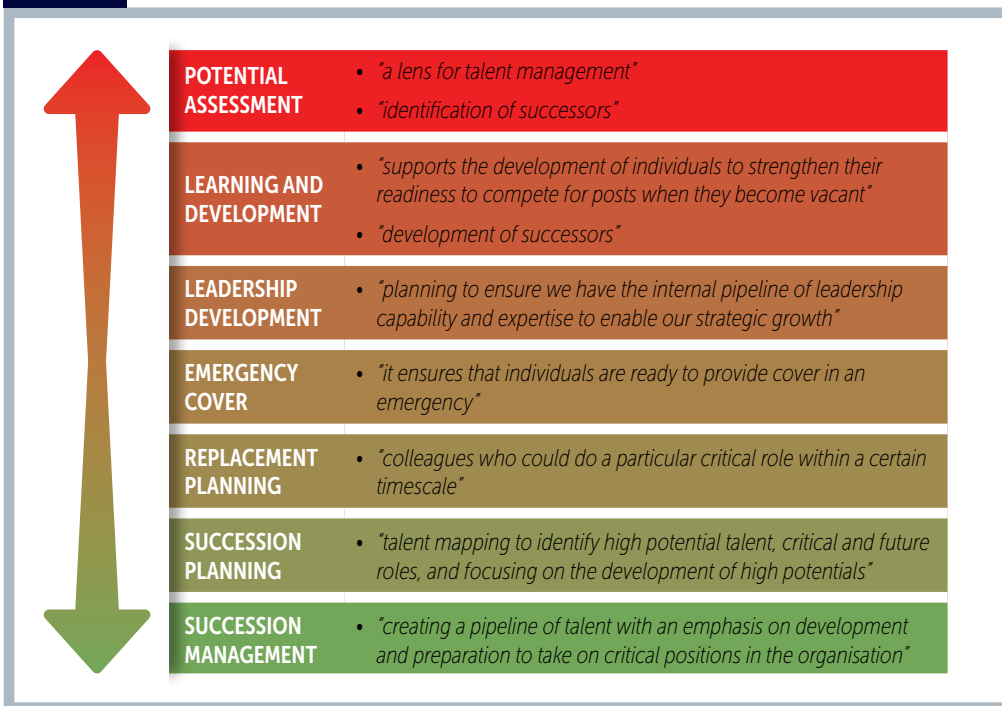 POTENTIAL
ASSESSMENT
• "a lens for talent management"
• "identification of successors"
LEARNING AND
DEVELOPMENT
• "supports the development of individuals to strengthen their
readiness to compete for posts when they become vacant"
• "development of successors"
LEADERSHIP
DEVELOPMENT
• "planning to ensure we have the internal pipeline of leadership
capability and expertise to enable our strategic growth"
EMERGENCY
COVER
• "it ensures that individuals are ready to provide cover in an
emergency"
REPLACEMENT
PLANNING
• "colleagues who could do a particular critical role within a certain
timescale"
SUCCESSION
PLANNING
• "talent mapping to identify high potential talent, critical and future
roles, and focusing on the development of high potentials"
SUCCESSION
MANAGEMENT
• "creating a pipeline of talent with an emphasis on development
and preparation to take on critical positions in the organisation"